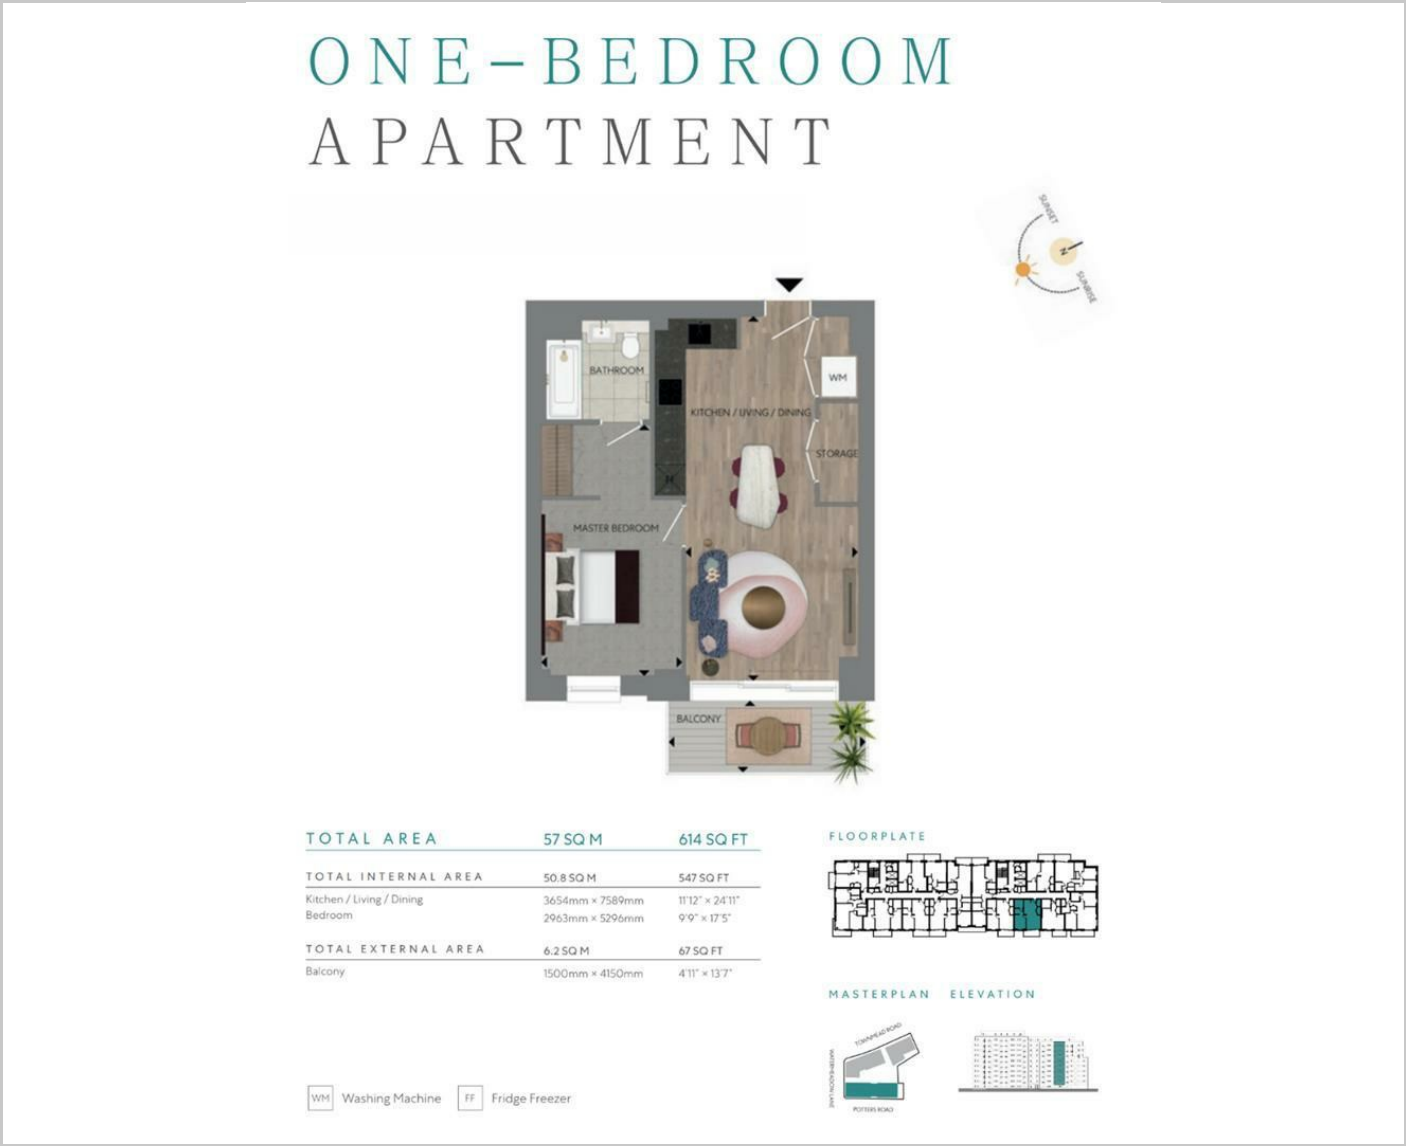 ONE-BEDROOM
APARTMENT
SUNSET
N
SUNRISE
BATHROOM
WM
KITCHEN / LIVING / DINING
STORAGE
MASTER BEDROOM
BALCONY
TOTAL AREA 57 SQ M 614 SQ FT
TOTAL INTERNAL AREA 50.8 SQ M 547 SQ FT
Kitchen / Living / Dining 3654mm × 7589mm 11'12" × 24'11"
Bedroom 2963mm × 5296mm 9'9" × 17'5"
TOTAL EXTERNAL AREA 6.2 SQ M 67 SQ FT
Balcony 1500mm × 4150mm 4'11" × 13'7"
FLOORPLATE
MASTERPLAN ELEVATION
TOWNMEAD ROAD
WATERMEADOW LANE
POTTERS ROAD
WM Washing Machine FF Fridge Freezer